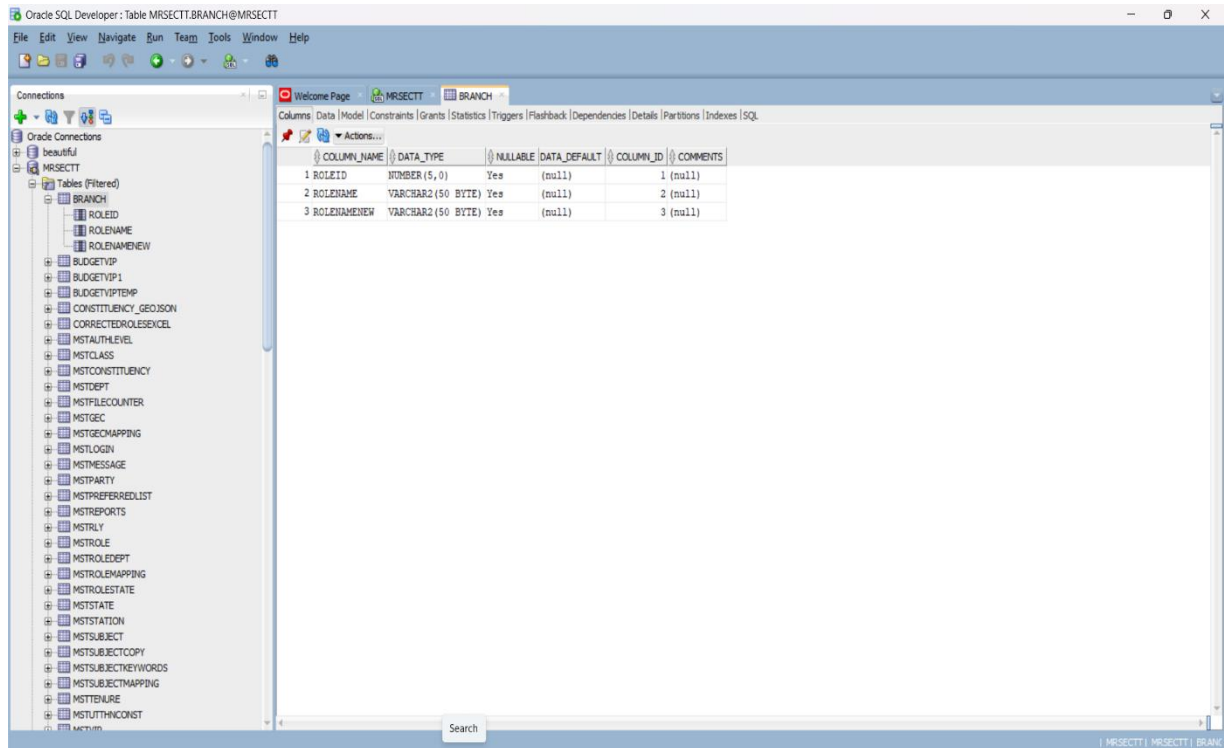 Oracle SQL Developer : Table MRSECTT.BRANCH@MRSECTT
File Edit View Navigate Run Team Tools Window Help
Connections
Oracle Connections
beautiful
MRSECTT
Tables (Filtered)
BRANCH
ROLEID
ROLENAME
ROLENAMENEW
BUDGETVIP
BUDGETVIP1
BUDGETVIPTEMP
CONSTITUENCY_GEOJSON
CORRECTEDROLESEXCEL
MSTAUTHLEVEL
MSTCLASS
MSTCONSTITUENCY
MSTDEPT
MSTFILECOUNTER
MSTGEC
MSTGECMAPPING
MSTLOGIN
MSTMESSAGE
MSTPARTY
MSTPREFERREDLIST
MSTREPORTS
MSTRLY
MSTROLE
MSTROLEDEPT
MSTROLEMAPPING
MSTROLESTATE
MSTSTATE
MSTSTATION
MSTSUBJECT
MSTSUBJECTCOPY
MSTSUBJECTKEYWORDS
MSTSUBJECTMAPPING
MSTTENURE
MSTUTTHNCONST
Welcome Page MRSECTT BRANCH
Columns Data |Model |Constraints |Grants |Statistics |Triggers |Flashback |Dependencies |Details |Partitions |Indexes |SQL
Actions...
COLUMN_NAME DATA_TYPE NULLABLE DATA_DEFAULT COLUMN_ID COMMENTS
1 ROLEID NUMBER(5,0) Yes (null) 1 (null)
2 ROLENAME VARCHAR2(50 BYTE) Yes (null) 2 (null)
3 ROLENAMENEW VARCHAR2(50 BYTE) Yes (null) 3 (null)
Search
| MRSECTT | MRSECTT |